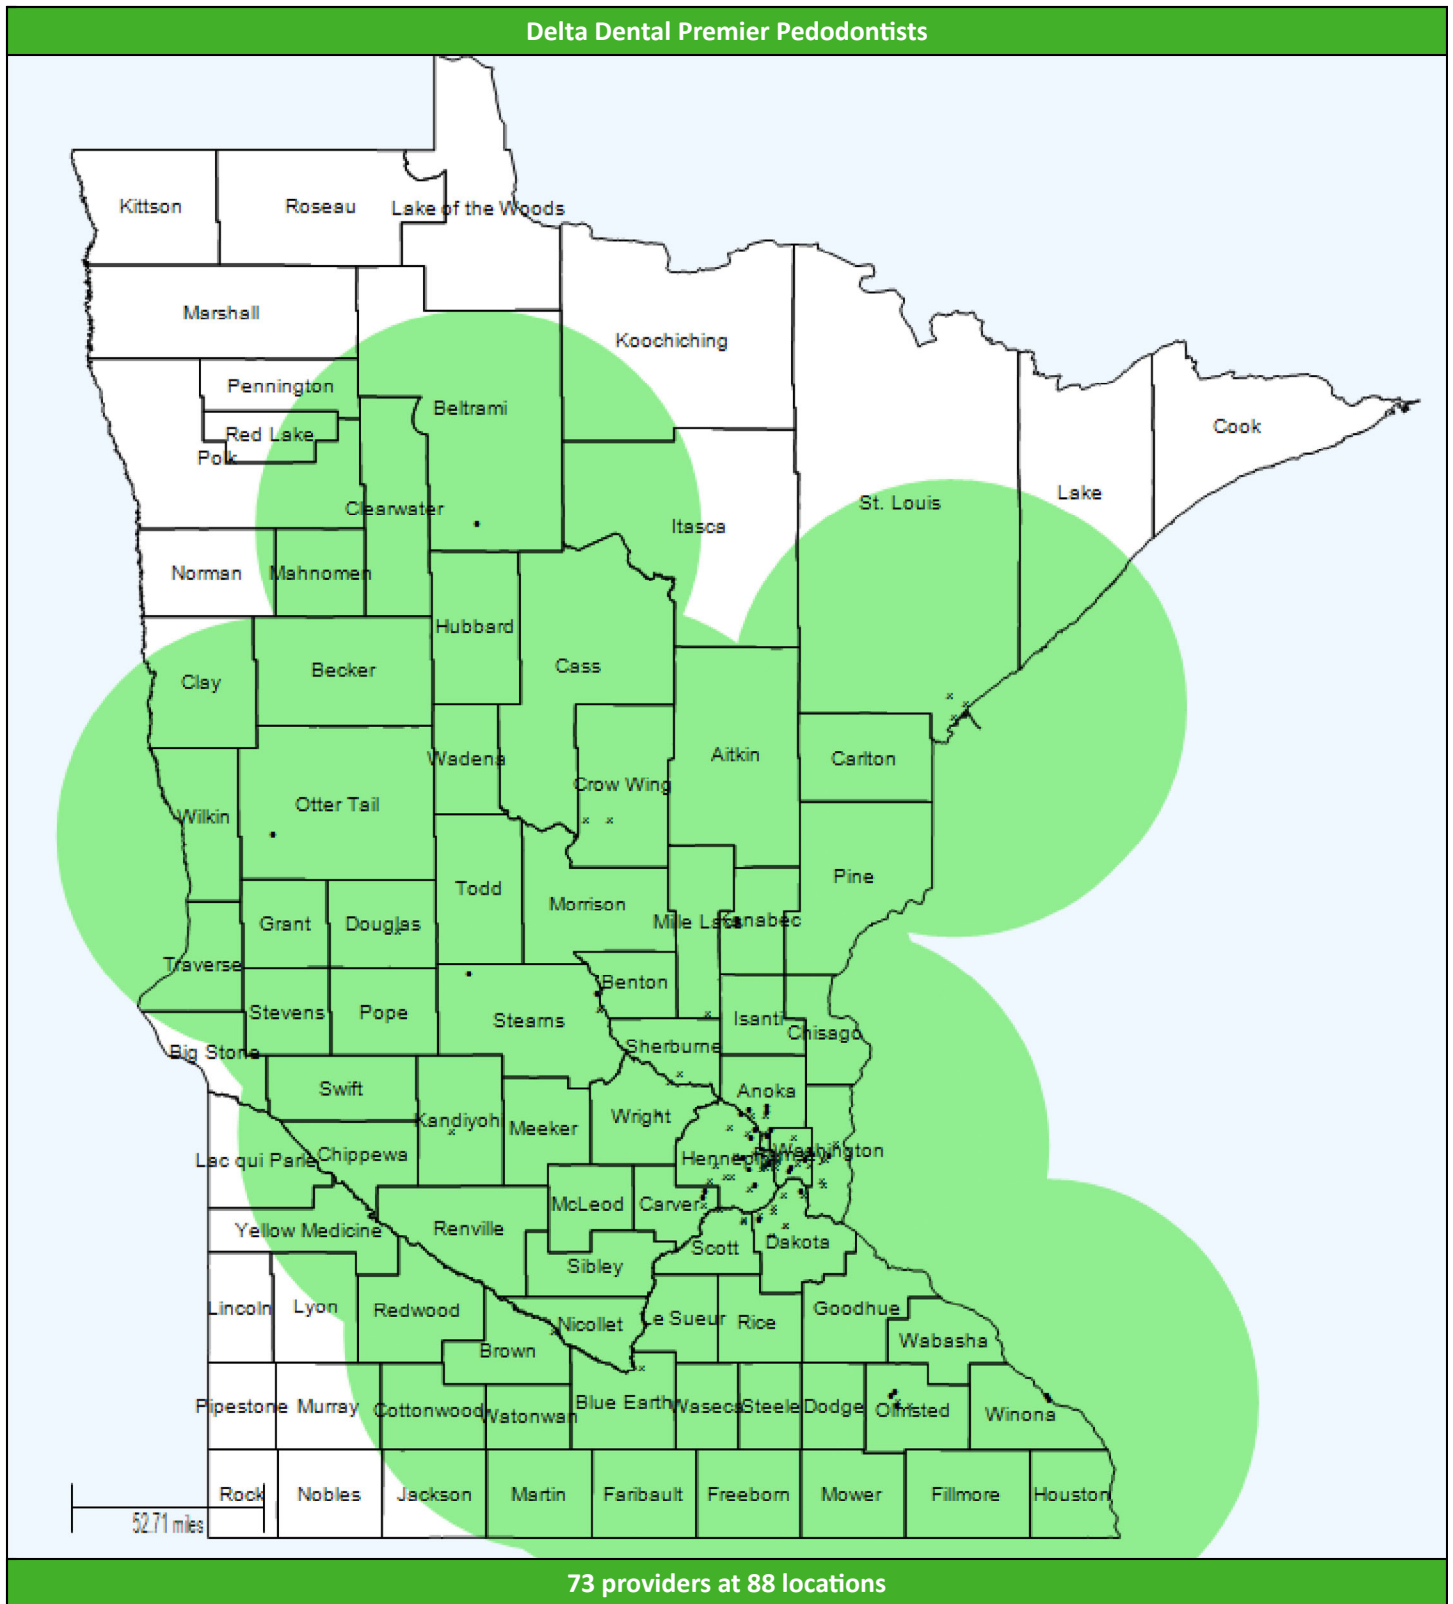 Delta Dental Premier Pedodontists
Kittson
Roseau
Lake of the Woods
Marshall
Koochiching
Pennington
Beltrami
Red Lake
Polk
Cook
Lake
St. Louis
Clearwater
Itasca
Norman
Mahnomen
Hubbard
Cass
Becker
Clay
Aitkin
Carlton
Wadena
Crow Wing
Otter Tail
Wilkin
Pine
Todd
Morrison
Grant
Douglas
Mille Lacs
Kanabec
Traverse
Benton
Stevens
Pope
Stearns
Isanti
Chisago
Big Stone
Sherburne
Swift
Anoka
Kandiyohi
Meeker
Wright
Lac qui Parle
Chippewa
Hennepin
Washington
McLeod
Carver
Yellow Medicine
Renville
Scott
Dakota
Sibley
Lincoln
Lyon
Redwood
Goodhue
Nicollet
Le Sueur
Rice
Brown
Wabasha
Pipestone
Murray
Cottonwood
Watonwan
Blue Earth
Waseca
Steele
Dodge
Olmsted
Winona
Rock
Nobles
Jackson
Martin
Faribault
Freeborn
Mower
Fillmore
Houston
52.71 miles
73 providers at 88 locations